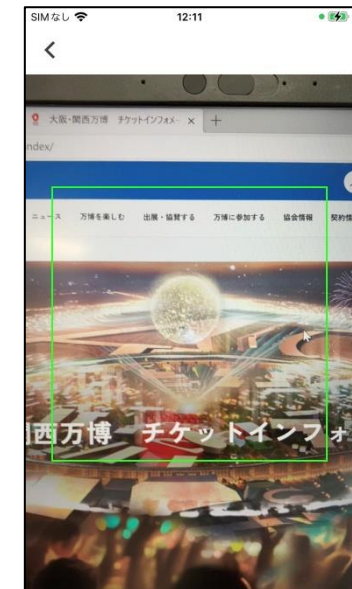 SIMなし 12:11
大阪・関西万博 チケットインフォメ… × +
ndex/
ニュース 万博を楽しむ 出展・協賛する 万博に参加する 協会情報 契約情
西万博 チケットインフォ